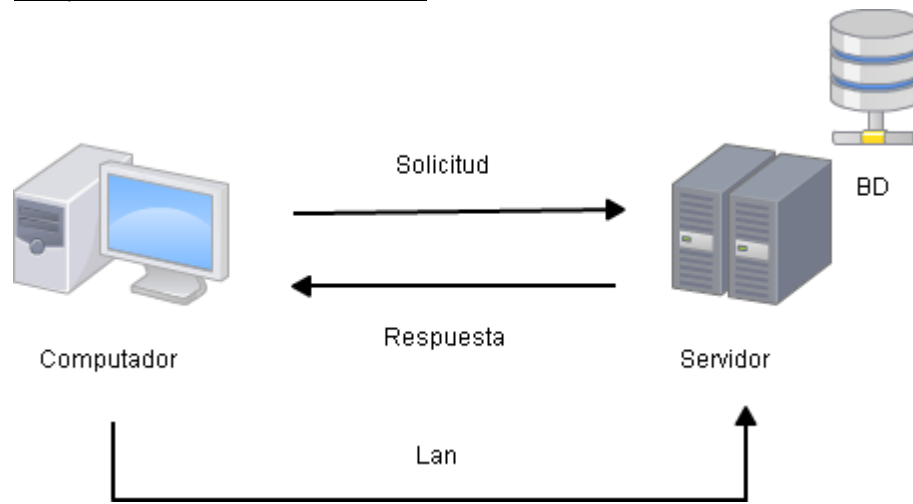 Solicitud
BD
Respuesta
Computador
Servidor
Lan